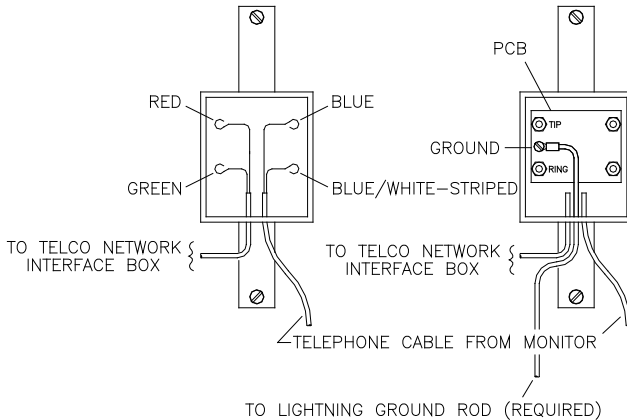 PCB
RED
BLUE
TIP
GROUND
RING
GREEN
BLUE/WHITE-STRIPED
TO TELCO NETWORK
INTERFACE BOX
TO TELCO NETWORK
INTERFACE BOX
TELEPHONE CABLE FROM MONITOR
TO LIGHTNING GROUND ROD (REQUIRED)